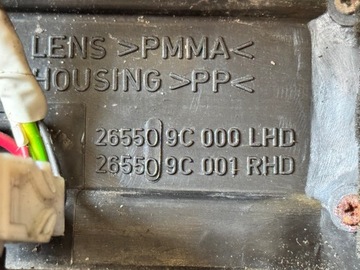 LENS >PMMA<
HOUSING >PP<
26550 9C 000 LHD
26550 9C 001 RHD